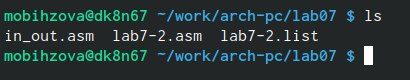 mobihzova@dk8n67 ~/work/arch-pc/lab07 $ ls
in_out.asm  lab7-2.asm  lab7-2.list
mobihzova@dk8n67 ~/work/arch-pc/lab07 $